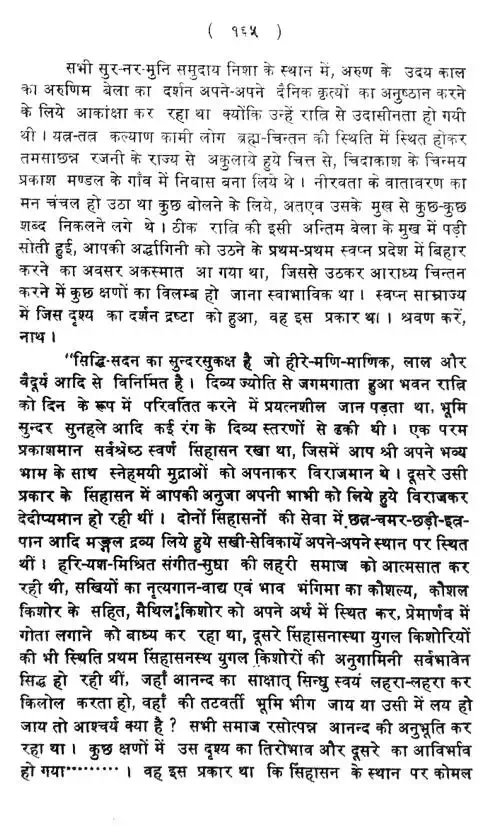 ( १६५ )
सभी सुर-नर-मुनि समुदाय निशा के स्थान में, अरुण के उदय काल
का अरुणिम बेला का दर्शन अपने-अपने दैनिक कृत्यों का अनुष्ठान करने
के लिये आकांक्षा कर रहा था क्योंकि उन्हें रात्रि से उदासीनता हो गयी
थी । यत्र-तत्र कल्याण कामी लोग ब्रह्म-चिन्तन की स्थिति में स्थित होकर
तमसाछन्न रजनी के राज्य से अकुलाये हुये चित्त से, चिदाकाश के चिन्मय
प्रकाश मण्डल के गाँव में निवास बना लिये थे । नीरवता के वातावरण का
मन चंचल हो उठा था कुछ बोलने के लिये, अतएव उसके मुख से कुछ-कुछ
शब्द निकलने लगे थे । ठीक रात्रि की इसी अन्तिम बेला के मुख में पड़ी
सोती हुई, आपकी अर्द्धागिनी को उठने के प्रथम-प्रथम स्वप्न प्रदेश में बिहार
करने का अवसर अकस्मात आ गया था, जिससे उठकर आराध्य चिन्तन
करने में कुछ क्षणों का विलम्ब हो जाना स्वाभाविक था । स्वप्न साम्राज्य
में जिस दृश्य का दर्शन द्रष्टा को हुआ, वह इस प्रकार था । श्रवण करें,
नाथ ।
"सिद्धि-सदन का सुन्दरसुकक्ष है जो हीरे-मणि-माणिक, लाल और
वैदूर्य आदि से विनिर्मित है । दिव्य ज्योति से जगमगाता हुआ भवन रात्रि
को दिन के रूप में परिवर्तित करने में प्रयत्नशील जान पड़ता था, भूमि
सुन्दर सुनहले आदि कई रंग के दिव्य स्तरणों से ढकी थी । एक परम
प्रकाशमान सर्वश्रेष्ठ स्वर्ण सिंहासन रखा था, जिसमें आप श्री अपने भव्य
भाम के साथ स्नेहमयी मुद्राओं को अपनाकर विराजमान थे । दूसरे उसी
प्रकार के सिंहासन में आपकी अनुजा अपनी भाभी को लिये हुये विराजकर
देदीप्यमान हो रही थीं । दोनों सिंहासनों की सेवा में छत्र-चमर-छड़ी-इत्र-
पान आदि मङ्गल द्रव्य लिये हुये सखी-सेविकायें अपने-अपने स्थान पर स्थित
थीं । हरि-यश-मिश्रित संगीत-सुधा की लहरी समाज को आत्मसात कर
रही थी, सखियों का नृत्यगान-वाद्य एवं भाव भंगिमा का कौशल्य, कौशल
किशोर के सहित, मैथिल किशोर को अपने अर्थ में स्थित कर, प्रेमार्णव में
गोता लगाने को बाध्य कर रहा था, दूसरे सिंहासनास्था युगल किशोरियों
की भी स्थिति प्रथम सिंहासनस्थ युगल किशोरों की अनुगामिनी सर्वभावेन
सिद्ध हो रही थीं, जहाँ आनन्द का साक्षात् सिन्धु स्वयं लहरा-लहरा कर
किलोल करता हो, वहाँ की तटवर्ती भूमि भीग जाय या उसी में लय हो
जाय तो आश्चर्य क्या है ? सभी समाज रसोत्पन्न आनन्द की अनुभूति कर
रहा था । कुछ क्षणों में उस दृश्य का तिरोभाव और दूसरे का आविर्भाव
हो गया········· । वह इस प्रकार था कि सिंहासन के स्थान पर कोमल